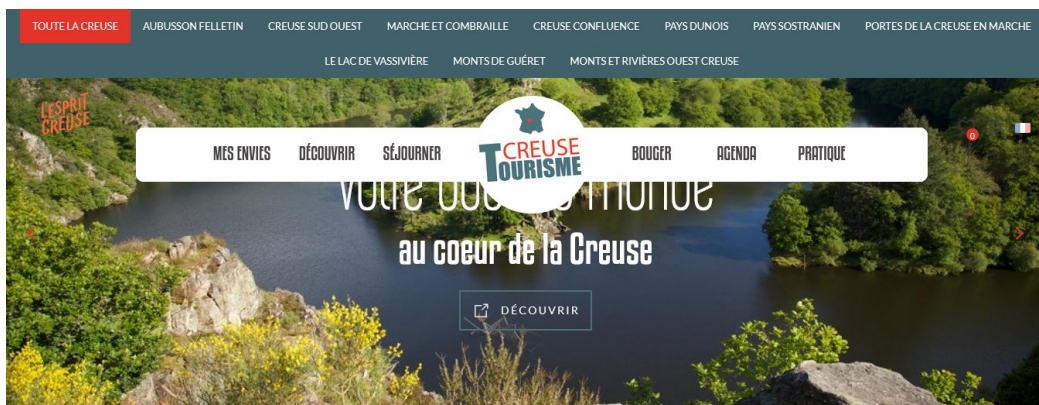 TOUTE LA CREUSE AUBUSSON FELLETIN CREUSE SUD OUEST MARCHE ET COMBRAILLE CREUSE CONFLUENCE PAYS DUNOIS PAYS SOSTRANIEN PORTES DE LA CREUSE EN MARCHE
LE LAC DE VASSIVIÈRE MONTS DE GUÉRET MONTS ET RIVIÈRES OUEST CREUSE
L'ESPRIT
CREUSE
0
MES ENVIES DÉCOUVRIR SÉJOURNER
CREUSE
TOURISME
BOUGER AGENDA PRATIQUE
Votre monde
au coeur de la Creuse
DÉCOUVRIR